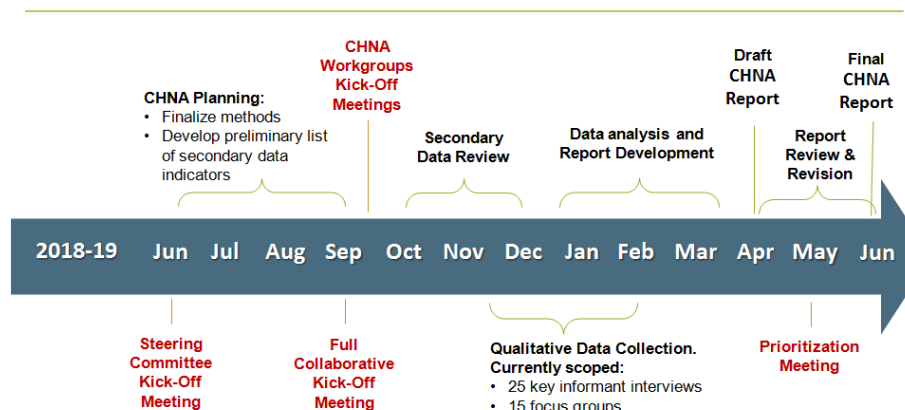 CHNA
Workgroups
Kick-Off
Meetings
Draft
CHNA
Report
Final
CHNA
Report
CHNA Planning:
• Finalize methods
• Develop preliminary list
of secondary data
indicators
Secondary
Data Review
Data analysis and
Report Development
Report
Review &
Revision
2018-19 Jun Jul Aug Sep Oct Nov Dec Jan Feb Mar Apr May Jun
Steering
Committee
Kick-Off
Meeting
Full
Collaborative
Kick-Off
Meeting
Qualitative Data Collection.
Currently scoped:
• 25 key informant interviews
• 15 focus groups
Prioritization
Meeting